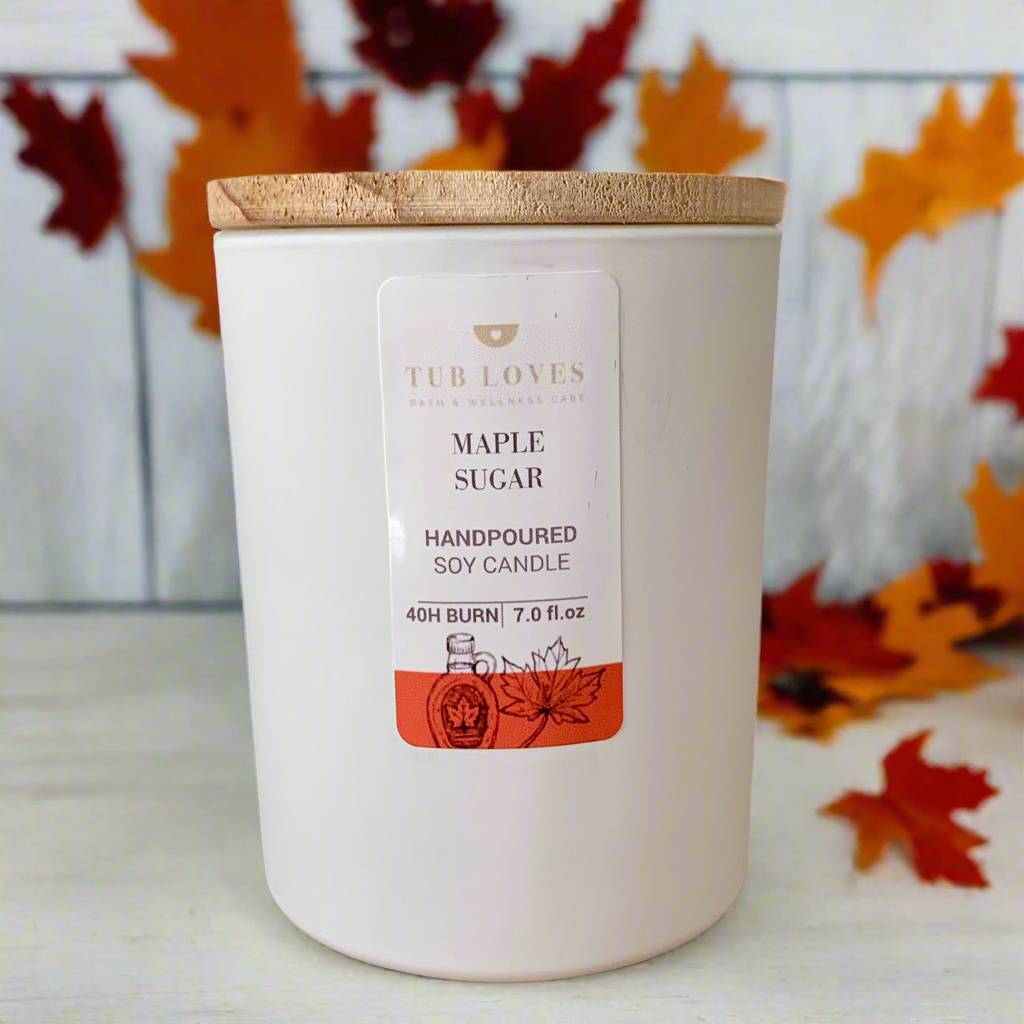 TUB LOVES
BATH & WELLNESS CARE
MAPLE
SUGAR
HANDPOURED
SOY CANDLE
40H BURN| 7.0 fl.oz